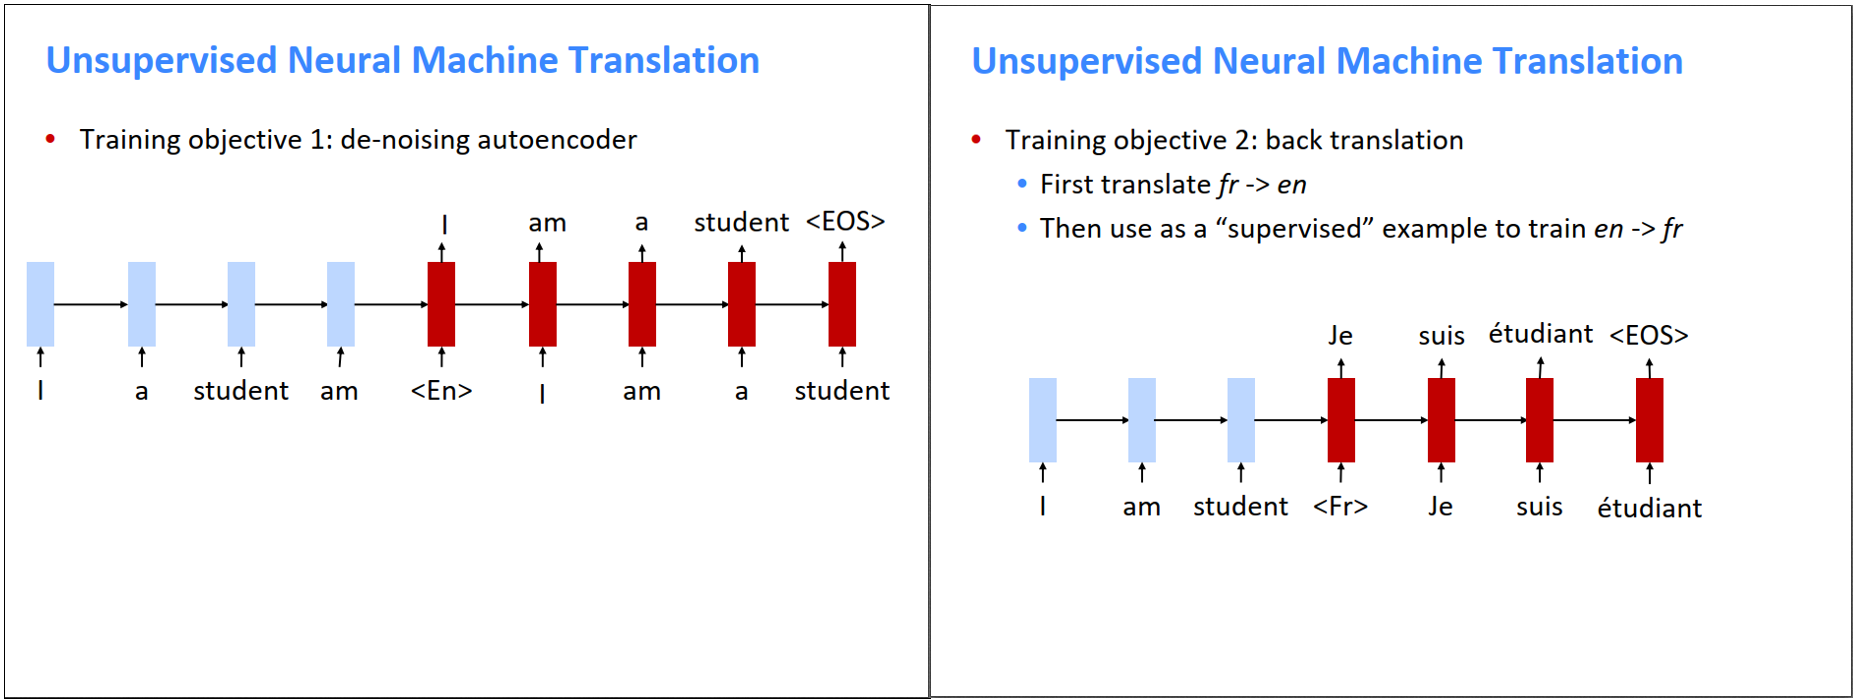 Unsupervised Neural Machine Translation
• Training objective 1: de-noising autoencoder
I am a student <EOS>
I a student am <En> I am a student
Unsupervised Neural Machine Translation
• Training objective 2: back translation
• First translate fr -> en
• Then use as a “supervised” example to train en -> fr
Je suis étudiant <EOS>
I am student <Fr> Je suis étudiant